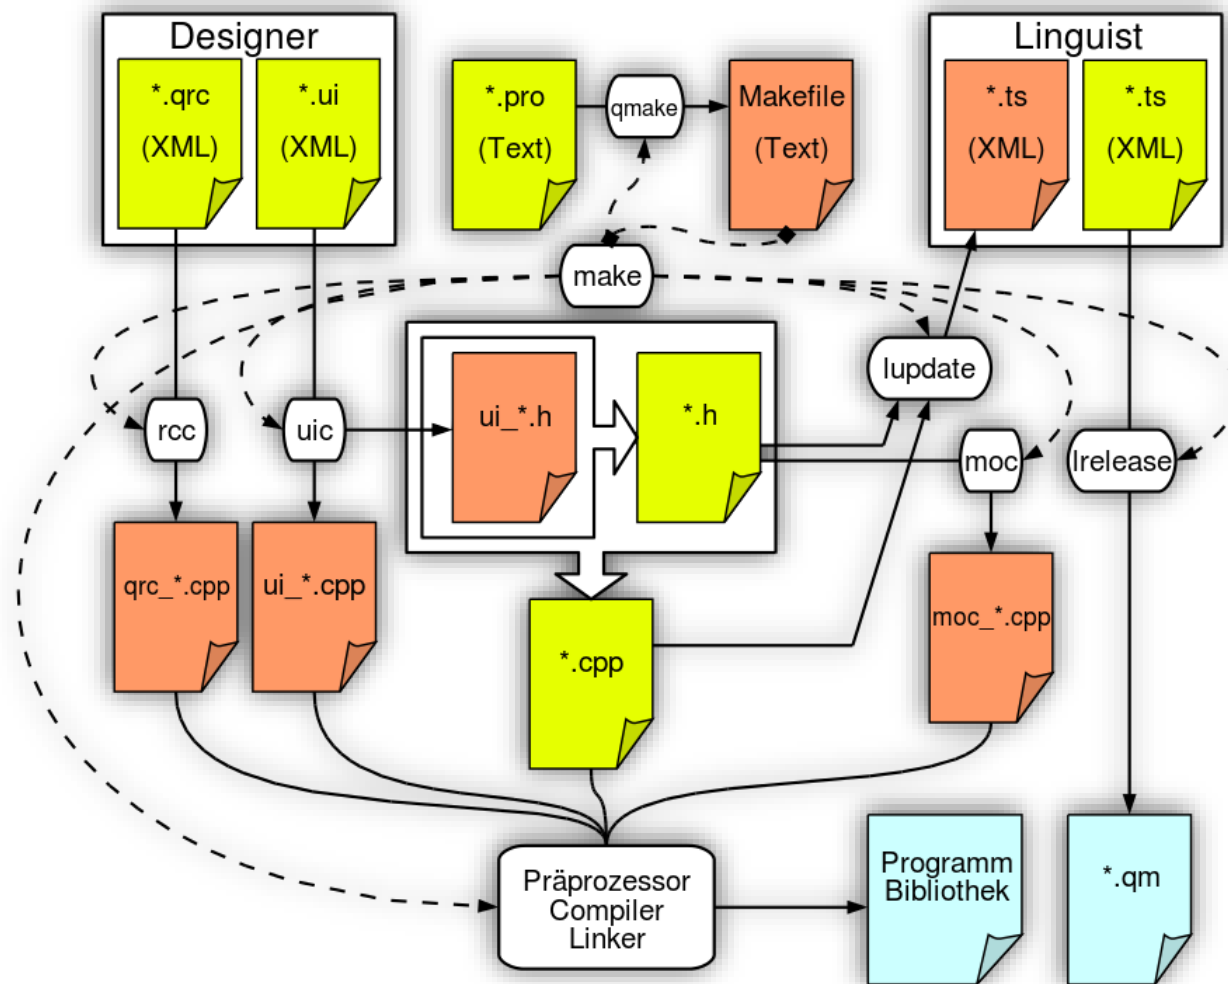 Designer
*.qrc
(XML)
*.ui
(XML)
*.pro
(Text)
qmake
Makefile
(Text)
Linguist
*.ts
(XML)
*.ts
(XML)
make
lupdate
rcc
uic
ui_*.h
*.h
moc
lrelease
qrc_*.cpp
ui_*.cpp
*.cpp
moc_*.cpp
Präprozessor
Compiler
Linker
Programm
Bibliothek
*.qm